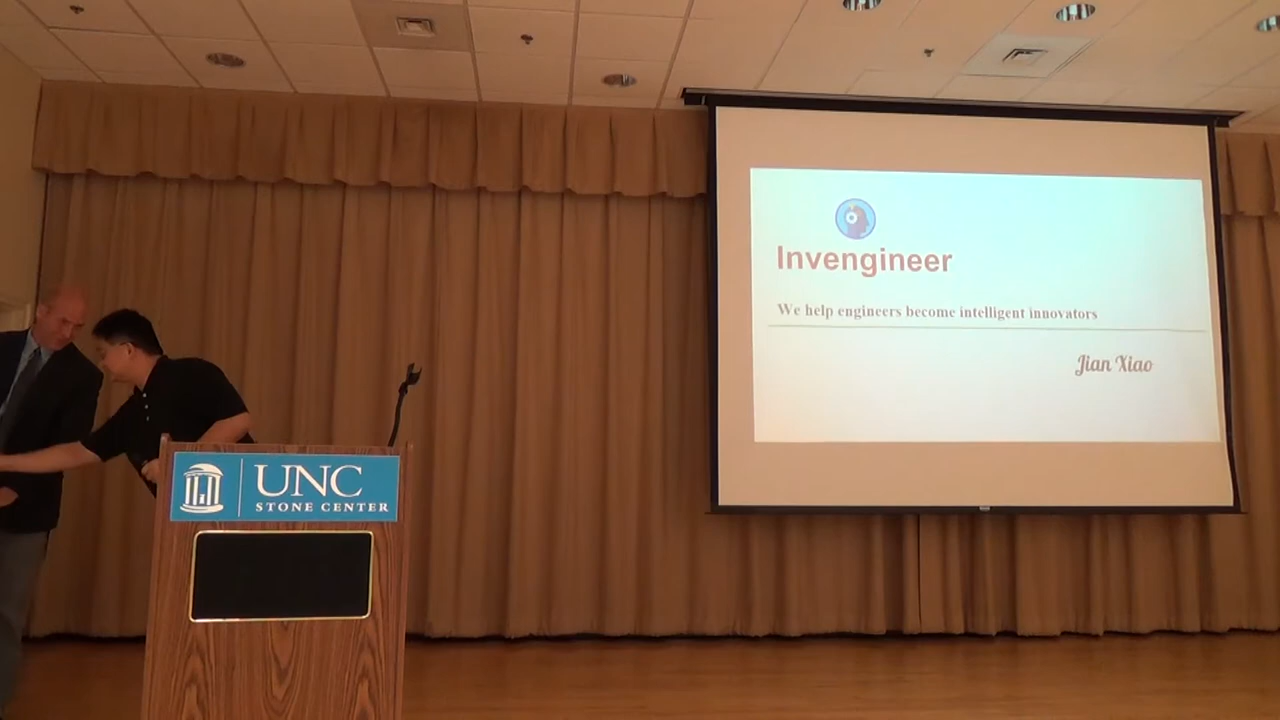 Invengineer
We help engineers become intelligent innovators
Jian Xiao
UNC
STONE CENTER